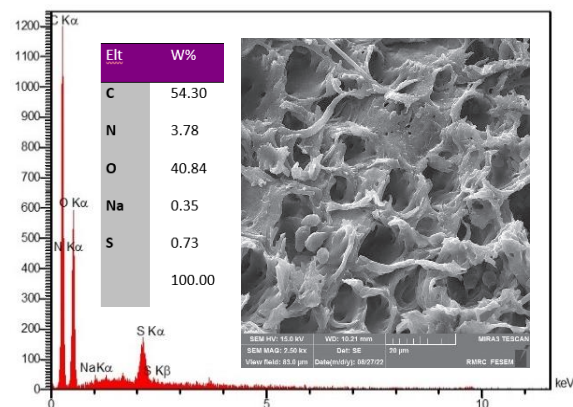 C Kα
1200
1100
1000
900
800
700
600
500
400
300
200
100
0
O Kα
N Kα
NaKα
S Kα
S Kβ
0
5
10
keV
Elt W%
C 54.30
N 3.78
O 40.84
Na 0.35
S 0.73
100.00
SEM HV: 15.0 kV WD: 10.21 mm MIRA3 TESCAN
SEM MAG: 2.50 kx Det: SE 20 µm
View field: 83.0 µm Date(m/d/y): 08/27/22 RMRC FESEM